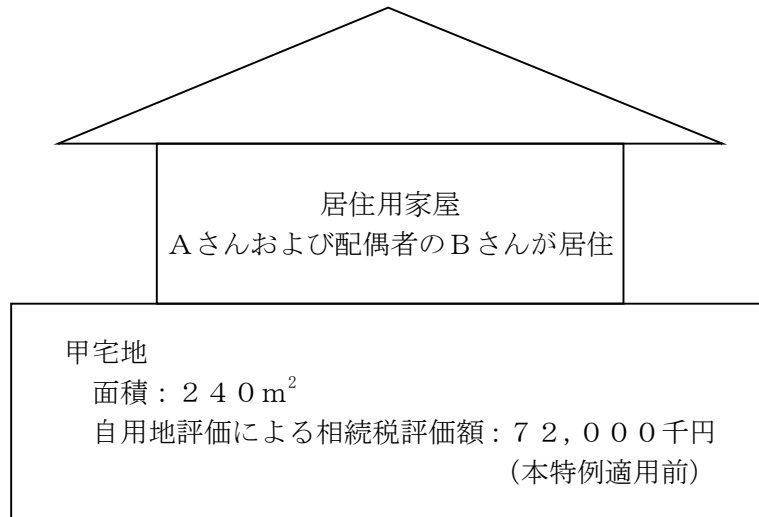 居住用家屋
Aさんおよび配偶者のBさんが居住
甲宅地
面積：240m²
自用地評価による相続税評価額：72,000千円
（本特例適用前）